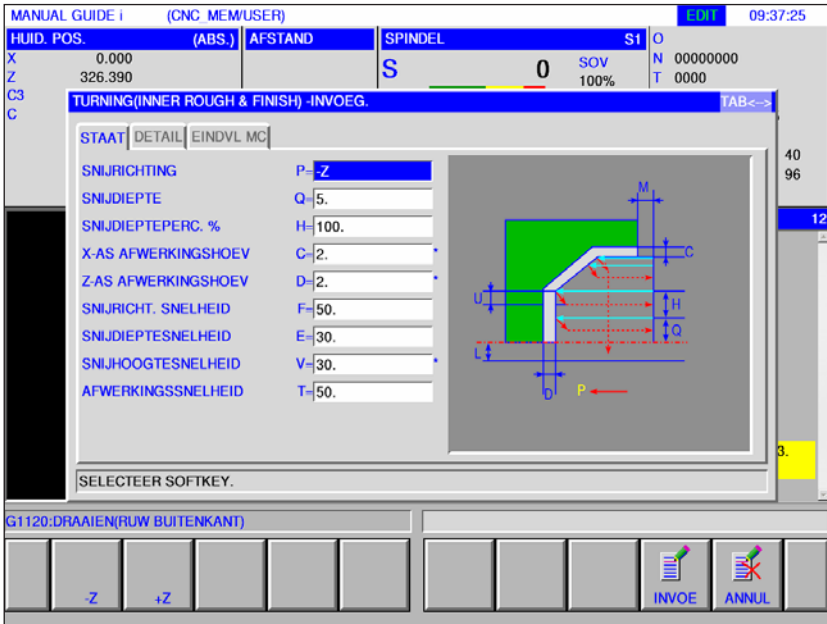 MANUAL GUIDE i (CNC_MEM/USER) EDIT 09:37:25
HUID. POS. (ABS.) AFSTAND SPINDEL S1 O
X 0.000 S 0 SOV 100% N 00000000
Z 326.390 T 0000
C3
C
TURNING(INNER ROUGH & FINISH) -INVOEG. TAB<-->
STAAT DETAIL EINDVL MC
SNIJRICHTING P=-Z
SNIJDIEPTE Q=5.
SNIJDIEPTEPERC. % H=100.
X-AS AFWERKINGSHOEV C=2. *
Z-AS AFWERKINGSHOEV D=2. *
SNIJRICHT. SNELHEID F=50.
SNIJDIEPTESNELHEID E=30.
SNIJHOOGTESNELHEID V=30. *
AFWERKINGSSNELHEID T=50.
M
C
U
H
Q
L
D
P
40
96
12
3.
SELECTEER SOFTKEY.
G1120:DRAAIEN(RUW BUITENKANT)
-Z +Z INVOE ANNUL